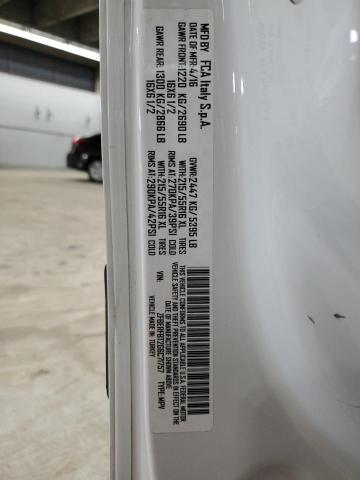 MFD BY FCA Italy S.p.A.
DATE OF MFR: 4/16 GVWR: 2447 KG/ 5395 LB
GAWR FRONT: 1220 KG/2690 LB WITH: 215/55R16 XL TIRES
16X6 1/2 RIMS AT: 270KPA/39PSI COLD
GAWR REAR: 1300 KG/2866 LB WITH: 215/55R16 XL TIRES
16X6 1/2 RIMS AT: 290KPA/42PSI COLD
THIS VEHICLE CONFORMS TO ALL APPLICABLE U.S.A. FEDERAL MOTOR
VEHICLE SAFETY AND THEFT PREVENTION STANDARDS IN EFFECT ON THE
DATE OF MANUFACTURE SHOWN ABOVE.
VIN: TYPE:MPV
VEHICLE MADE IN: TURKEY